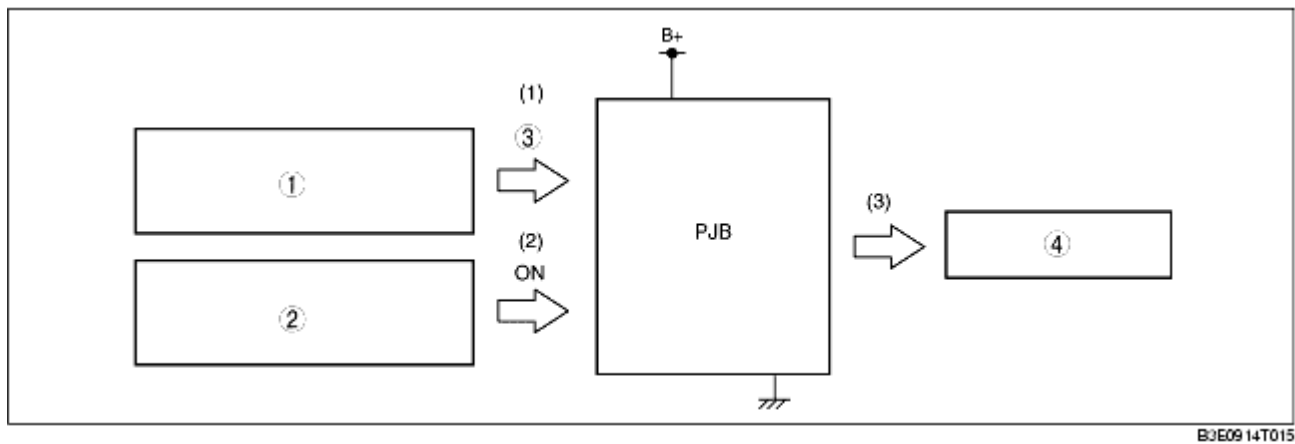 B+
(1)
③
①
PJB
(3)
④
(2)
ON
②
B3E0914T015